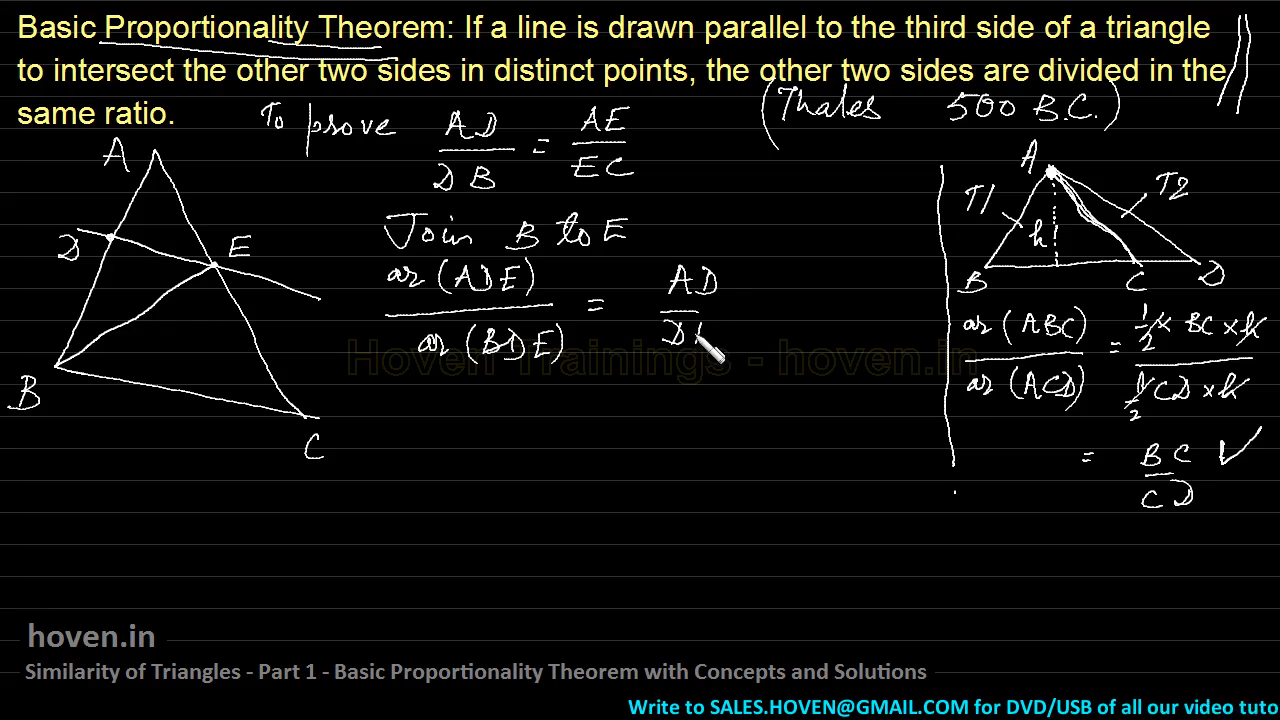 Basic Proportionality Theorem: If a line is drawn parallel to the third side of a triangle
to intersect the other two sides in distinct points, the other two sides are divided in the
same ratio.
(Thales 500 B.C.)
To prove AD/DB = AE/EC
A
D
E
B
C
Join B to E
ar (ADE) / ar (BDE) = AD / D
A
T1
T2
h
B
C
D
ar (ABC) / ar (ACD) = 1/2 × BC × h / 1/2 CD × h
= BC / CD
Hoven Trainings - hoven.in
hoven.in
Similarity of Triangles - Part 1 - Basic Proportionality Theorem with Concepts and Solutions
Write to SALES.HOVEN@GMAIL.COM for DVD/USB of all our video tuto